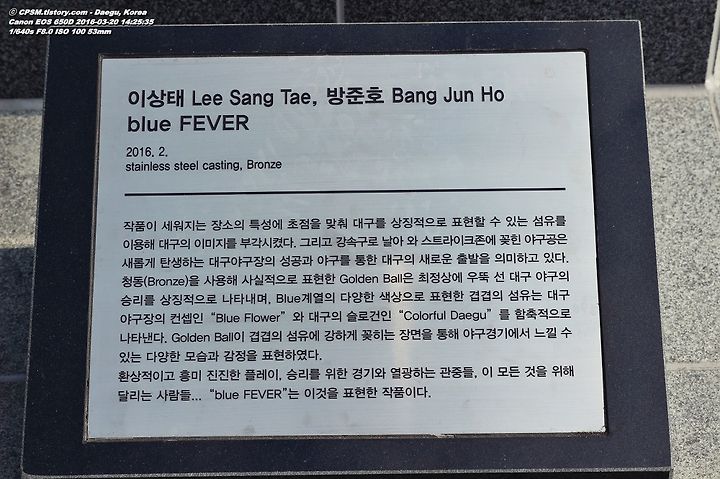 ⓒ CPSM.tistory.com - Daegu, Korea
Canon EOS 650D 2016-03-20 14:25:35
1/640s F8.0 ISO 100 53mm
이상태 Lee Sang Tae, 방준호 Bang Jun Ho
blue FEVER
2016. 2.
stainless steel casting, Bronze
작품이 세워지는 장소의 특성에 초점을 맞춰 대구를 상징적으로 표현할 수 있는 섬유를
이용해 대구의 이미지를 부각시켰다. 그리고 강속구로 날아 와 스트라이크존에 꽂힌 야구공은
새롭게 탄생하는 대구야구장의 성공과 야구를 통한 대구의 새로운 출발을 의미하고 있다.
청동(Bronze)을 사용해 사실적으로 표현한 Golden Ball은 최정상에 우뚝 선 대구 야구의
승리를 상징적으로 나타내며, Blue계열의 다양한 색상으로 표현한 겹겹의 섬유는 대구
야구장의 컨셉인 “Blue Flower” 와 대구의 슬로건인 “Colorful Daegu” 를 함축적으로
나타낸다. Golden Ball이 겹겹의 섬유에 강하게 꽂히는 장면을 통해 야구경기에서 느낄 수
있는 다양한 모습과 감정을 표현하였다.
환상적이고 흥미 진진한 플레이, 승리를 위한 경기와 열광하는 관중들, 이 모든 것을 위해
달리는 사람들... “blue FEVER”는 이것을 표현한 작품이다.